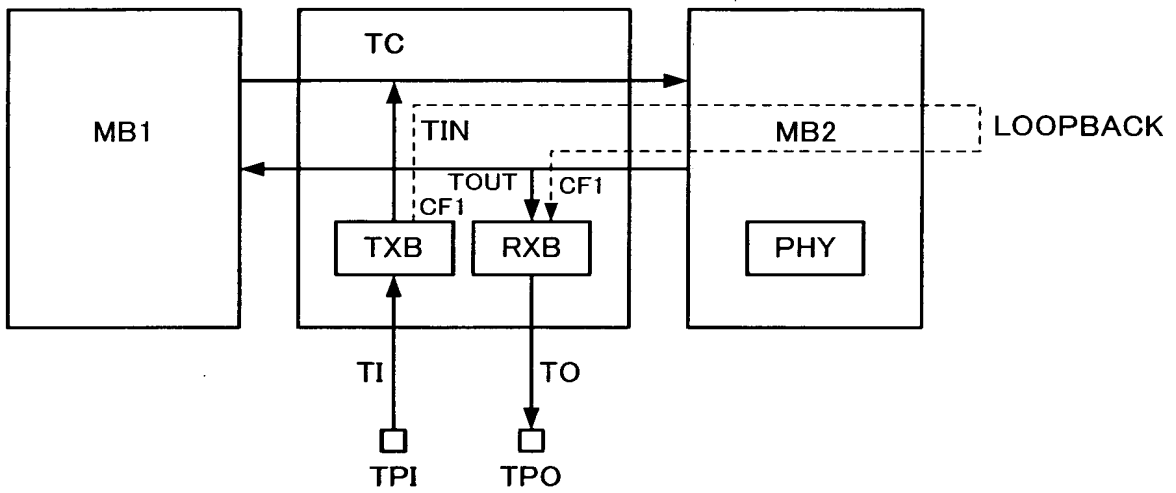 TC
MB1
TIN
MB2
LOOPBACK
TOUT
CF1
CF1
TXB
RXB
PHY
TI
TO
TPI
TPO